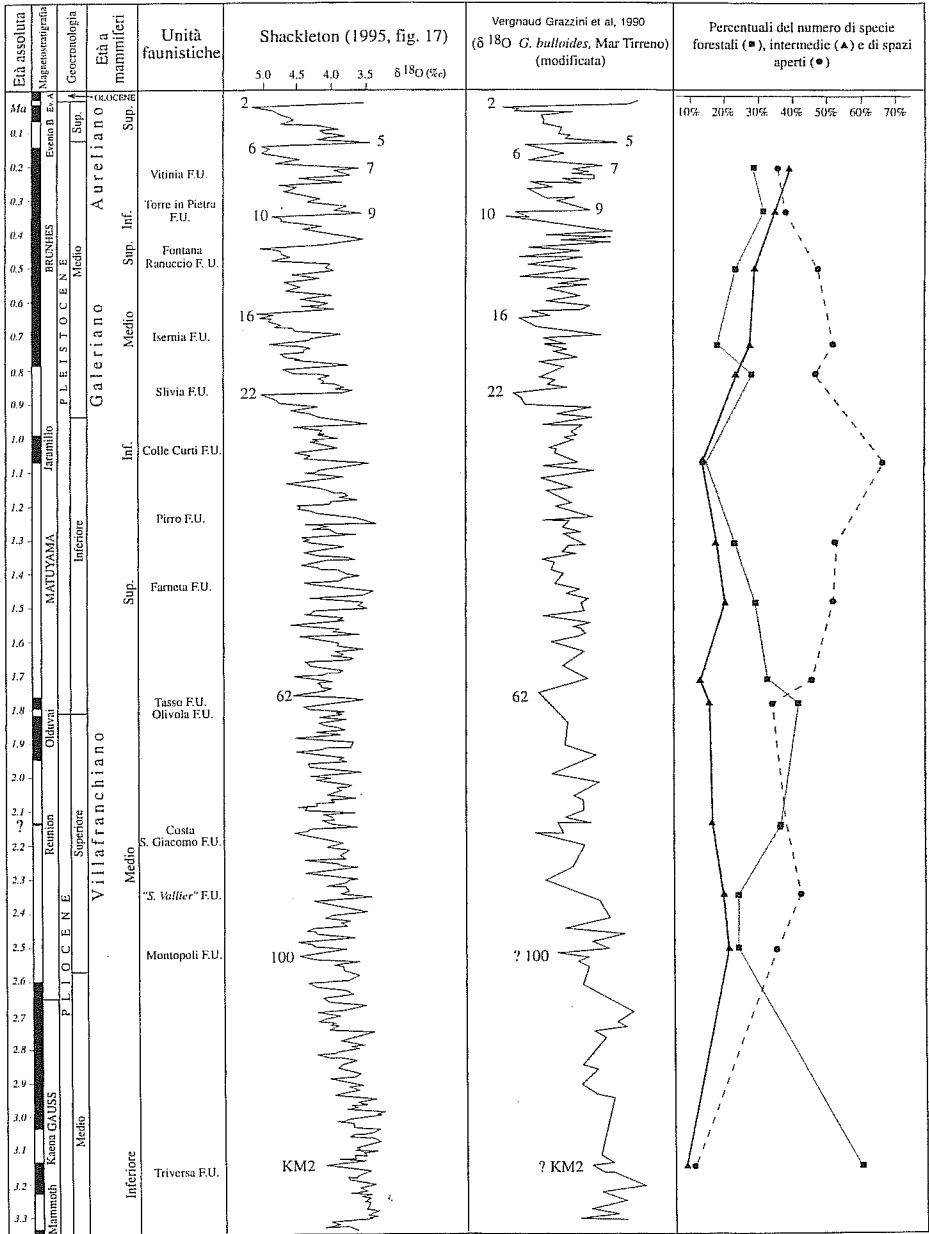 Età assoluta
Magnetostratigrafia
Geocronologia
Età a
mammiferi
Unità
faunistiche
Shackleton (1995, fig. 17)
5.0 4.5 4.0 3.5 δ 18O (‰)
Vergnaud Grazzini et al, 1990
(δ 18O G. bulloides, Mar Tirreno)
(modificata)
Percentuali del numero di specie
forestali (■), intermedie (▲) e di spazi
aperti (●)
10% 20% 30% 40% 50% 60% 70%
Ma
0.1
0.2
0.3
0.4
0.5
0.6
0.7
0.8
0.9
1.0
1.1
1.2
1.3
1.4
1.5
1.6
1.7
1.8
1.9
2.0
2.1
?
2.2
2.3
2.4
2.5
2.6
2.7
2.8
2.9
3.0
3.1
3.2
3.3
Ev. A
Evento B
BRUNHES
Jaramillo
MATUYAMA
Olduvai
Reunion
GAUSS
Kaena
Mammoth
OLOCENE
PLEISTOCENE
PLIOCENE
Sup.
Medio
Inferiore
Superiore
Medio
Aureliano
Galeriano
Villafranchiano
Sup.
Inf.
Sup.
Medio
Inf.
Sup.
Medio
Inferiore
Vitinia F.U.
Torre in Pietra
F.U.
Fontana
Ranuccio F. U.
Isernia F.U.
Slivia F.U.
Colle Curti F.U.
Pirro F.U.
Farneta F.U.
Tasso F.U.
Olivola F.U.
Costa
S. Giacomo F.U.
"S. Vallier" F.U.
Montopoli F.U.
Triversa F.U.
2
5
6
7
9
10
16
22
62
100
KM2
2
5
6
7
9
10
16
22
62
? 100
? KM2